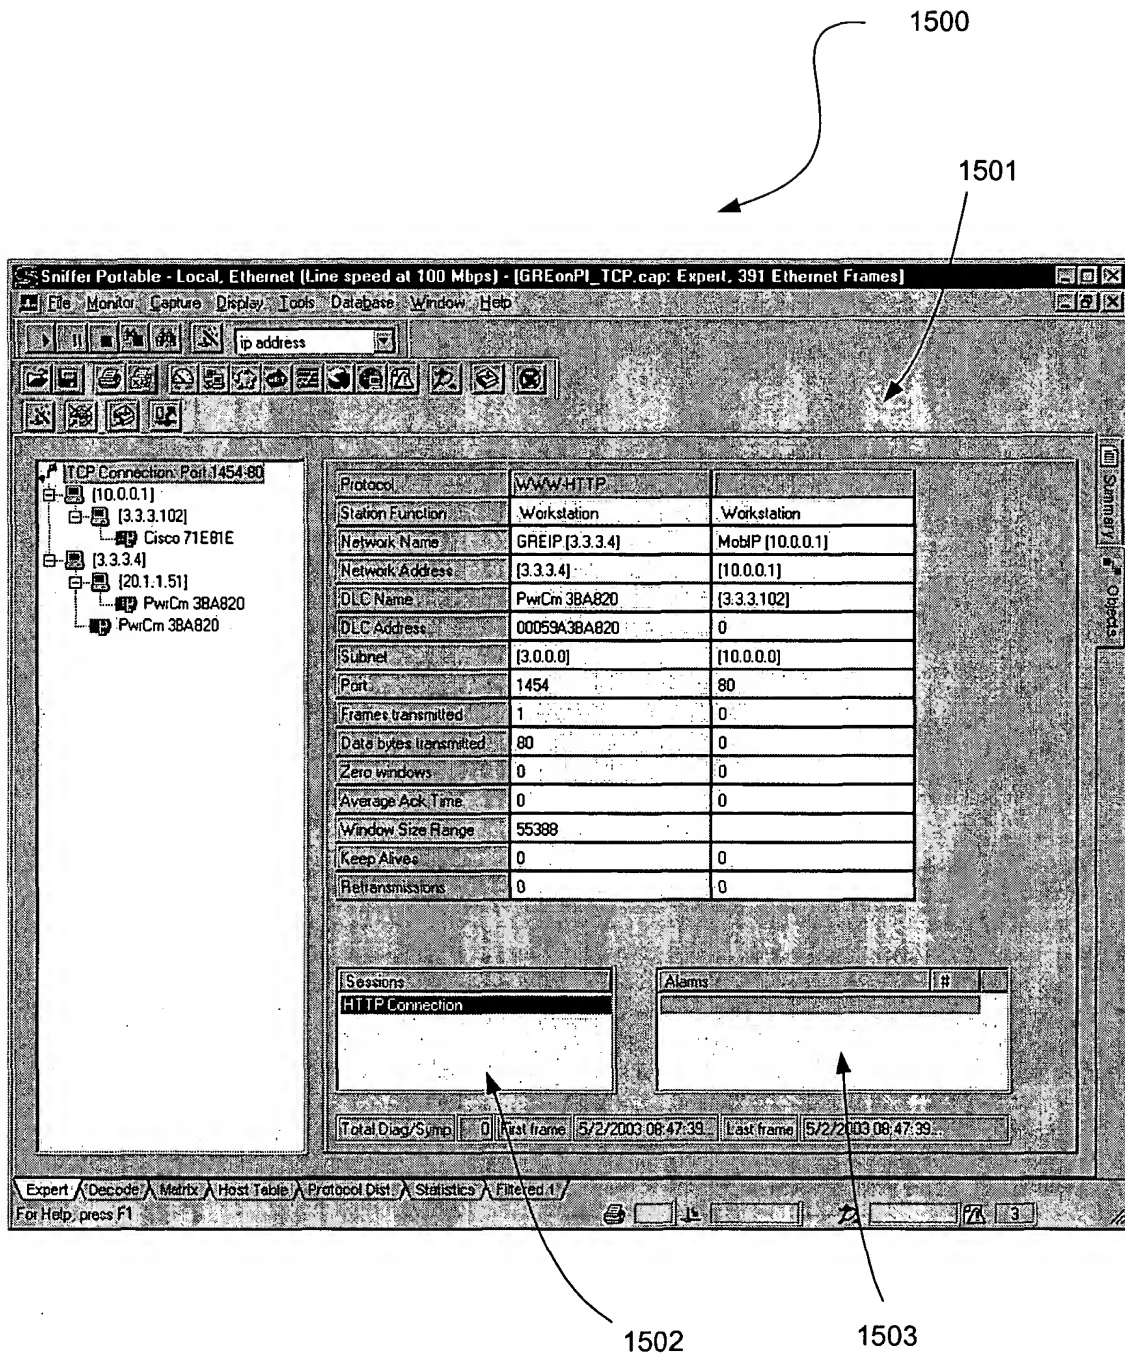 1500
1501
Sniffer Portable - Local, Ethernet (Line speed at 100 Mbps) - [GREonPI_TCP.cap: Expert, 391 Ethernet Frames]
File Monitor Capture Display Tools Database Window Help
ip address
TCP Connection: Port 1454-80
[10.0.0.1]
[3.3.3.102]
Cisco 71E81E
[3.3.3.4]
[20.1.1.51]
PwrCm 3BA820
PwrCm 3BA820
Protocol WWW-HTTP
Station Function Workstation Workstation
Network Name GREIP [3.3.3.4] MobIP [10.0.0.1]
Network Address [3.3.3.4] [10.0.0.1]
DLC Name PwrCm 3BA820 [3.3.3.102]
DLC Address 00059A3BA820 0
Subnet [3.0.0.0] [10.0.0.0]
Port 1454 80
Frames transmitted 1 0
Data bytes transmitted 80 0
Zero windows 0 0
Average Ack Time 0 0
Window Size Range 55388
Keep Alives 0 0
Retransmissions 0 0
Summary
Objects
Sessions
HTTP Connection
Alarms #
Total Diag/Symp 0 First frame 5/2/2003 08:47:39... Last frame 5/2/2003 08:47:39...
Expert Decode Matrix Host Table Protocol Dist. Statistics Filtered 1
For Help, press F1
3
1502
1503